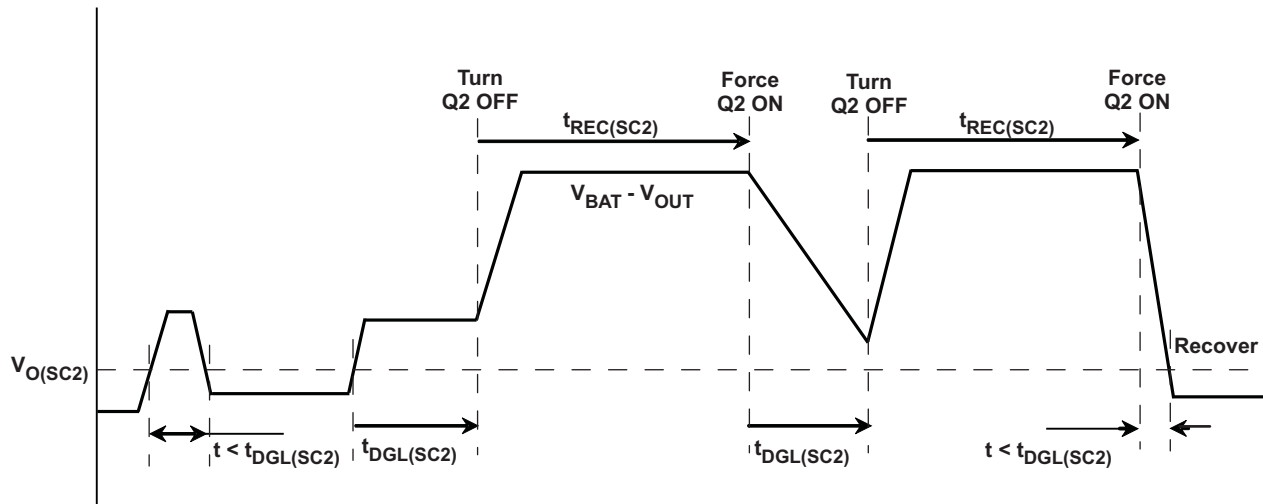 Turn
Q2 OFF
Force
Q2 ON
Turn
Q2 OFF
Force
Q2 ON
tREC(SC2)
tREC(SC2)
VBAT - VOUT
VO(SC2)
Recover
t < tDGL(SC2)
tDGL(SC2)
tDGL(SC2)
t < tDGL(SC2)